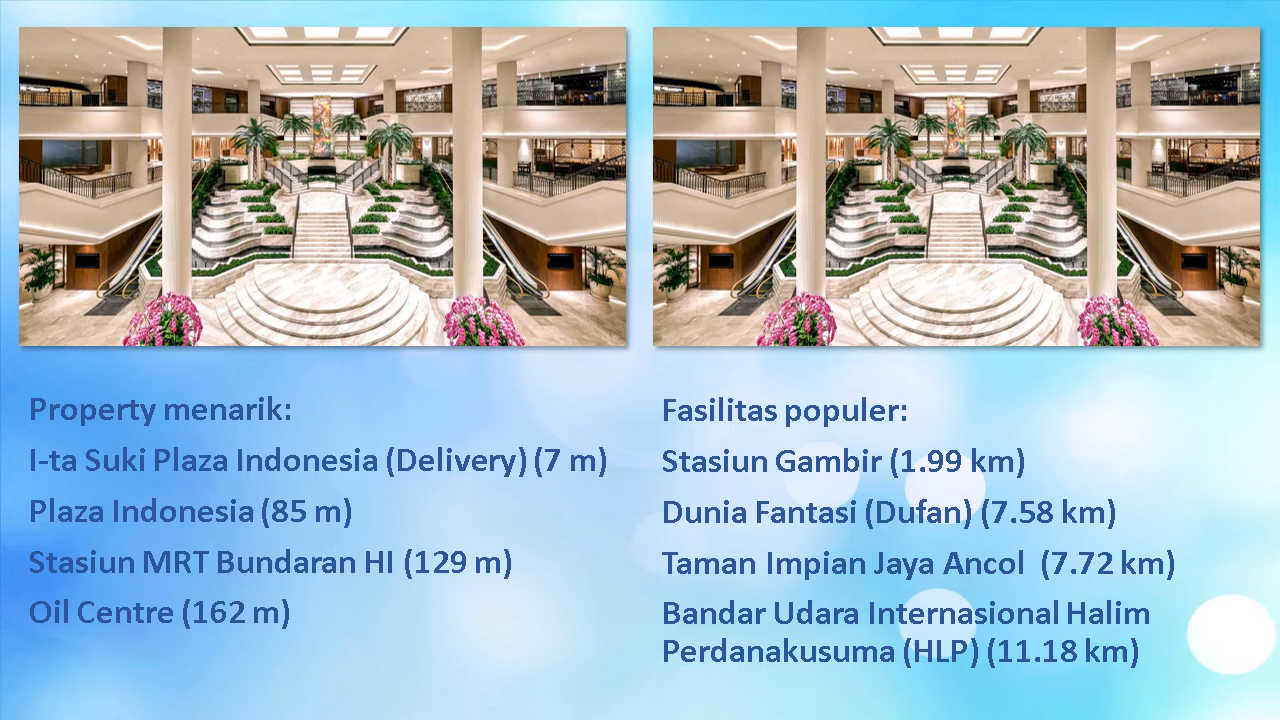 Property menarik:
I-ta Suki Plaza Indonesia (Delivery) (7 m)
Plaza Indonesia (85 m)
Stasiun MRT Bundaran HI (129 m)
Oil Centre (162 m)
Fasilitas populer:
Stasiun Gambir (1.99 km)
Dunia Fantasi (Dufan) (7.58 km)
Taman Impian Jaya Ancol  (7.72 km)
Bandar Udara Internasional Halim
Perdanakusuma (HLP) (11.18 km)